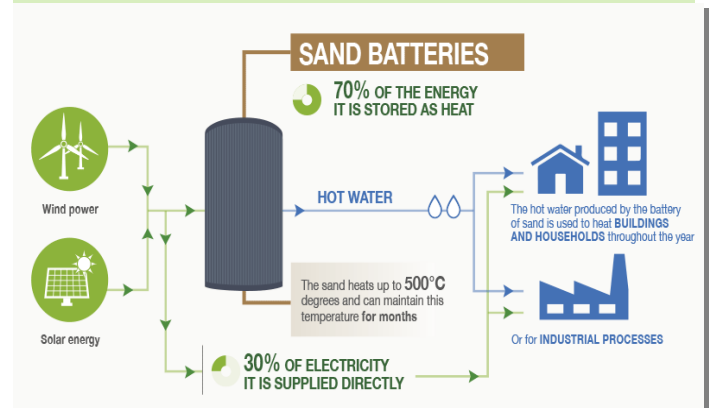 SAND BATTERIES
70% OF THE ENERGY
IT IS STORED AS HEAT
Wind power
HOT WATER
The hot water produced by the battery
of sand is used to heat BUILDINGS
AND HOUSEHOLDS throughout the year
The sand heats up to 500°C
degrees and can maintain this
temperature for months
Solar energy
Or for INDUSTRIAL PROCESSES
30% OF ELECTRICITY
IT IS SUPPLIED DIRECTLY